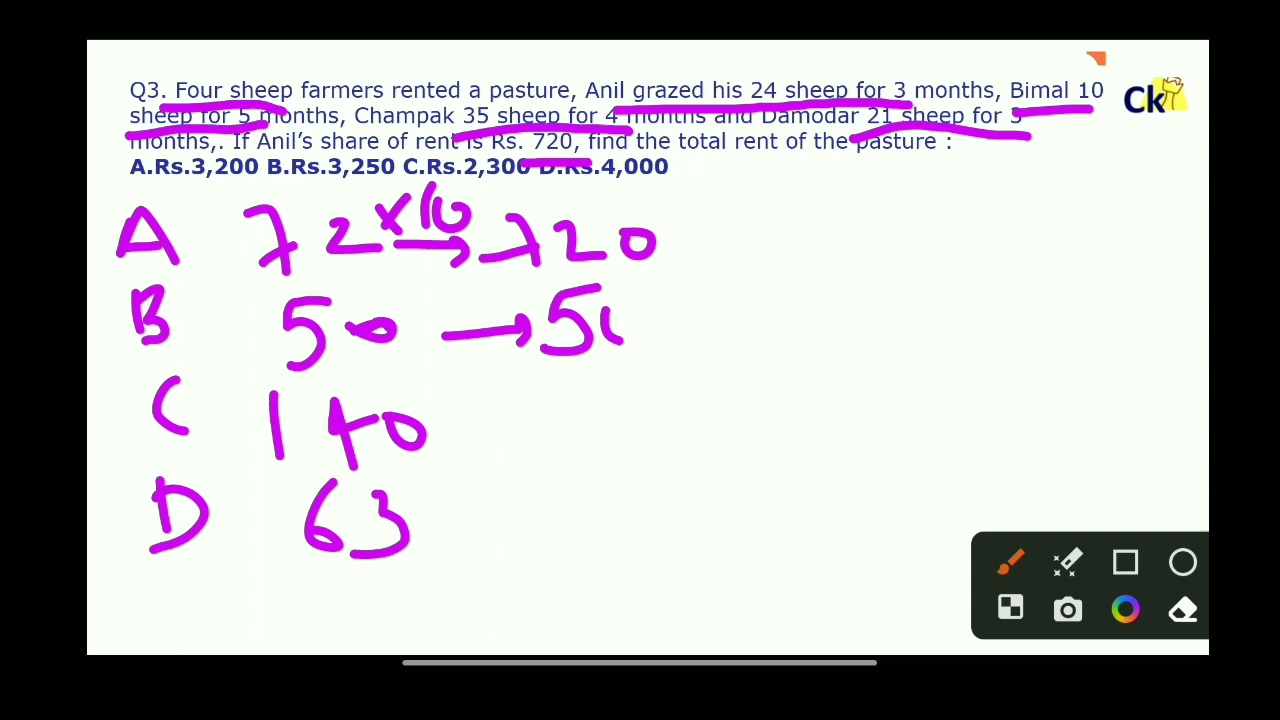 Q3. Four sheep farmers rented a pasture, Anil grazed his 24 sheep for 3 months, Bimal 10
sheep for 5 months, Champak 35 sheep for 4 months and Damodar 21 sheep for 3
months,. If Anil's share of rent is Rs. 720, find the total rent of the pasture :
A.Rs.3,200 B.Rs.3,250 C.Rs.2,300 D.Rs.4,000
Ck
A 72 x10 → 720
B 50 → 50
C 140
D 63